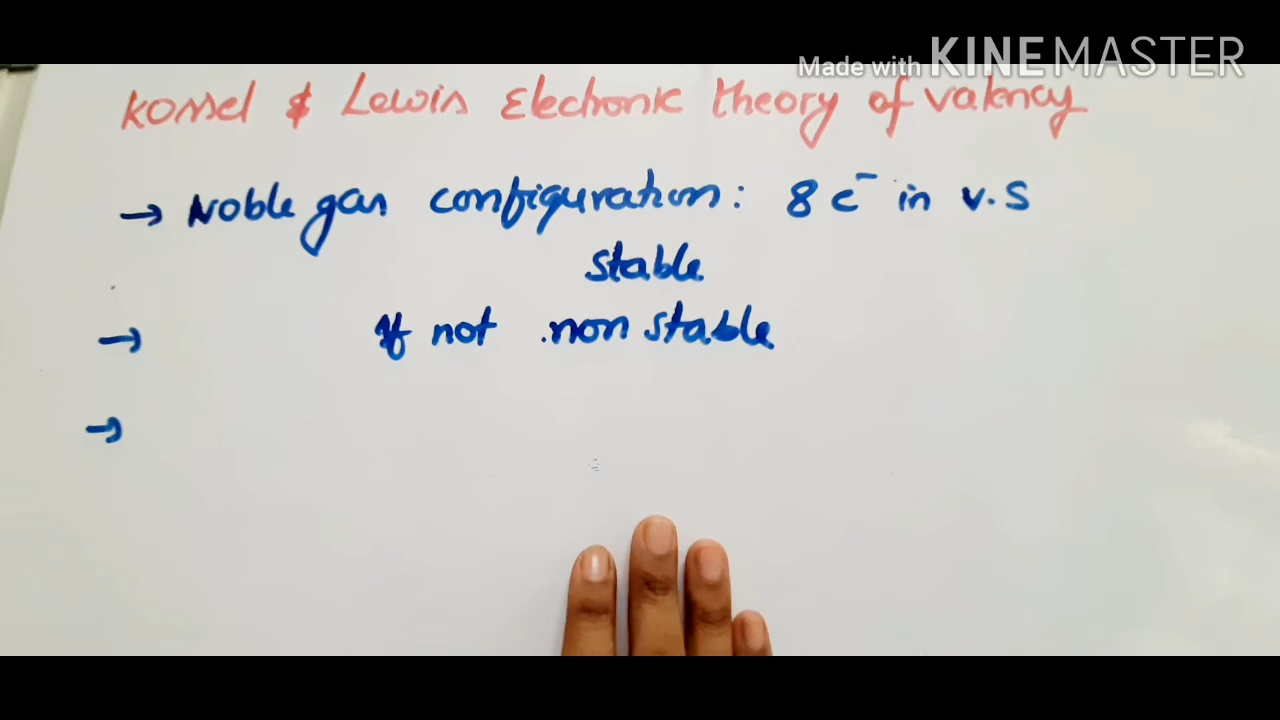 Made with KINEMASTER
Kossel & Lewis Electronic theory of valency
→ Noble gas configuration: 8 e⁻ in v.s
stable
→ If not non stable
→